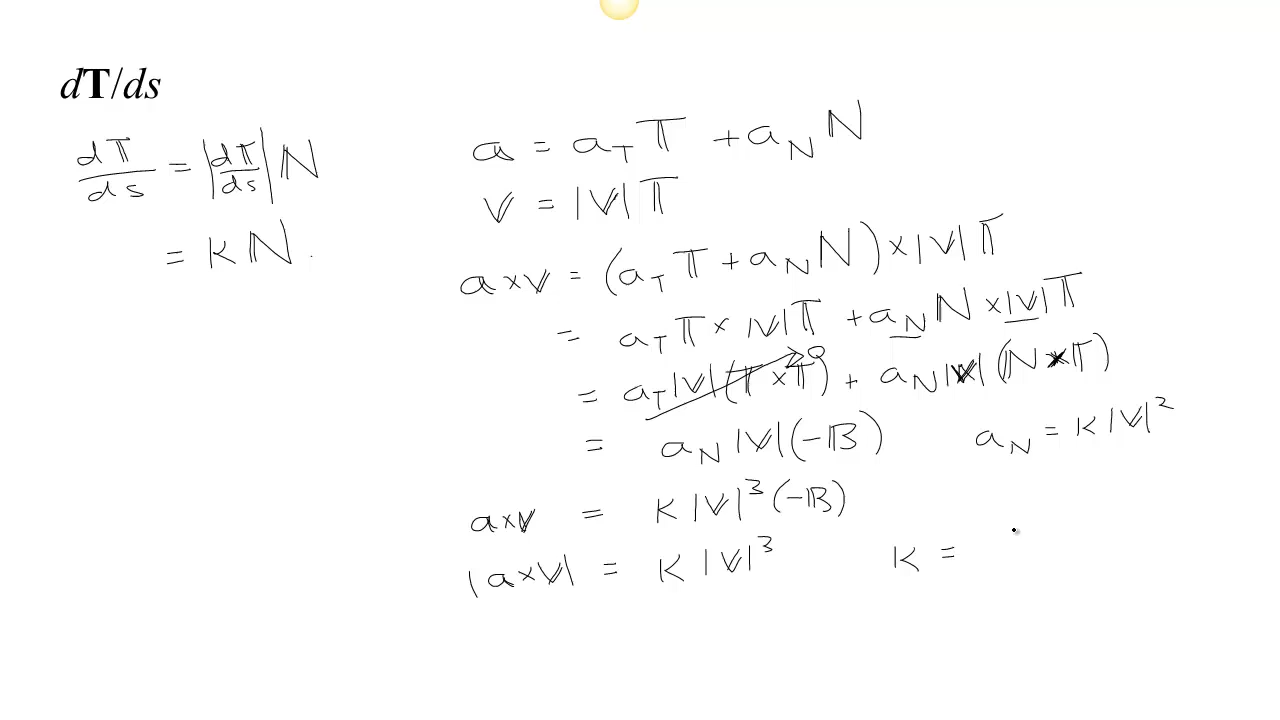 dT/ds
dT/ds = |dT/ds| N
= κ N.
a = a_T T + a_N N
v = |v| T
a × v = (a_T T + a_N N) × |v| T
= a_T T × |v| T + a_N N × |v| T
= a_T |v| (T × T) → 0 + a_N |v| (N × T)
= a_N |v| (−B) a_N = κ |v|²
a × v = κ |v|³ (−B)
|a × v| = κ |v|³ κ =